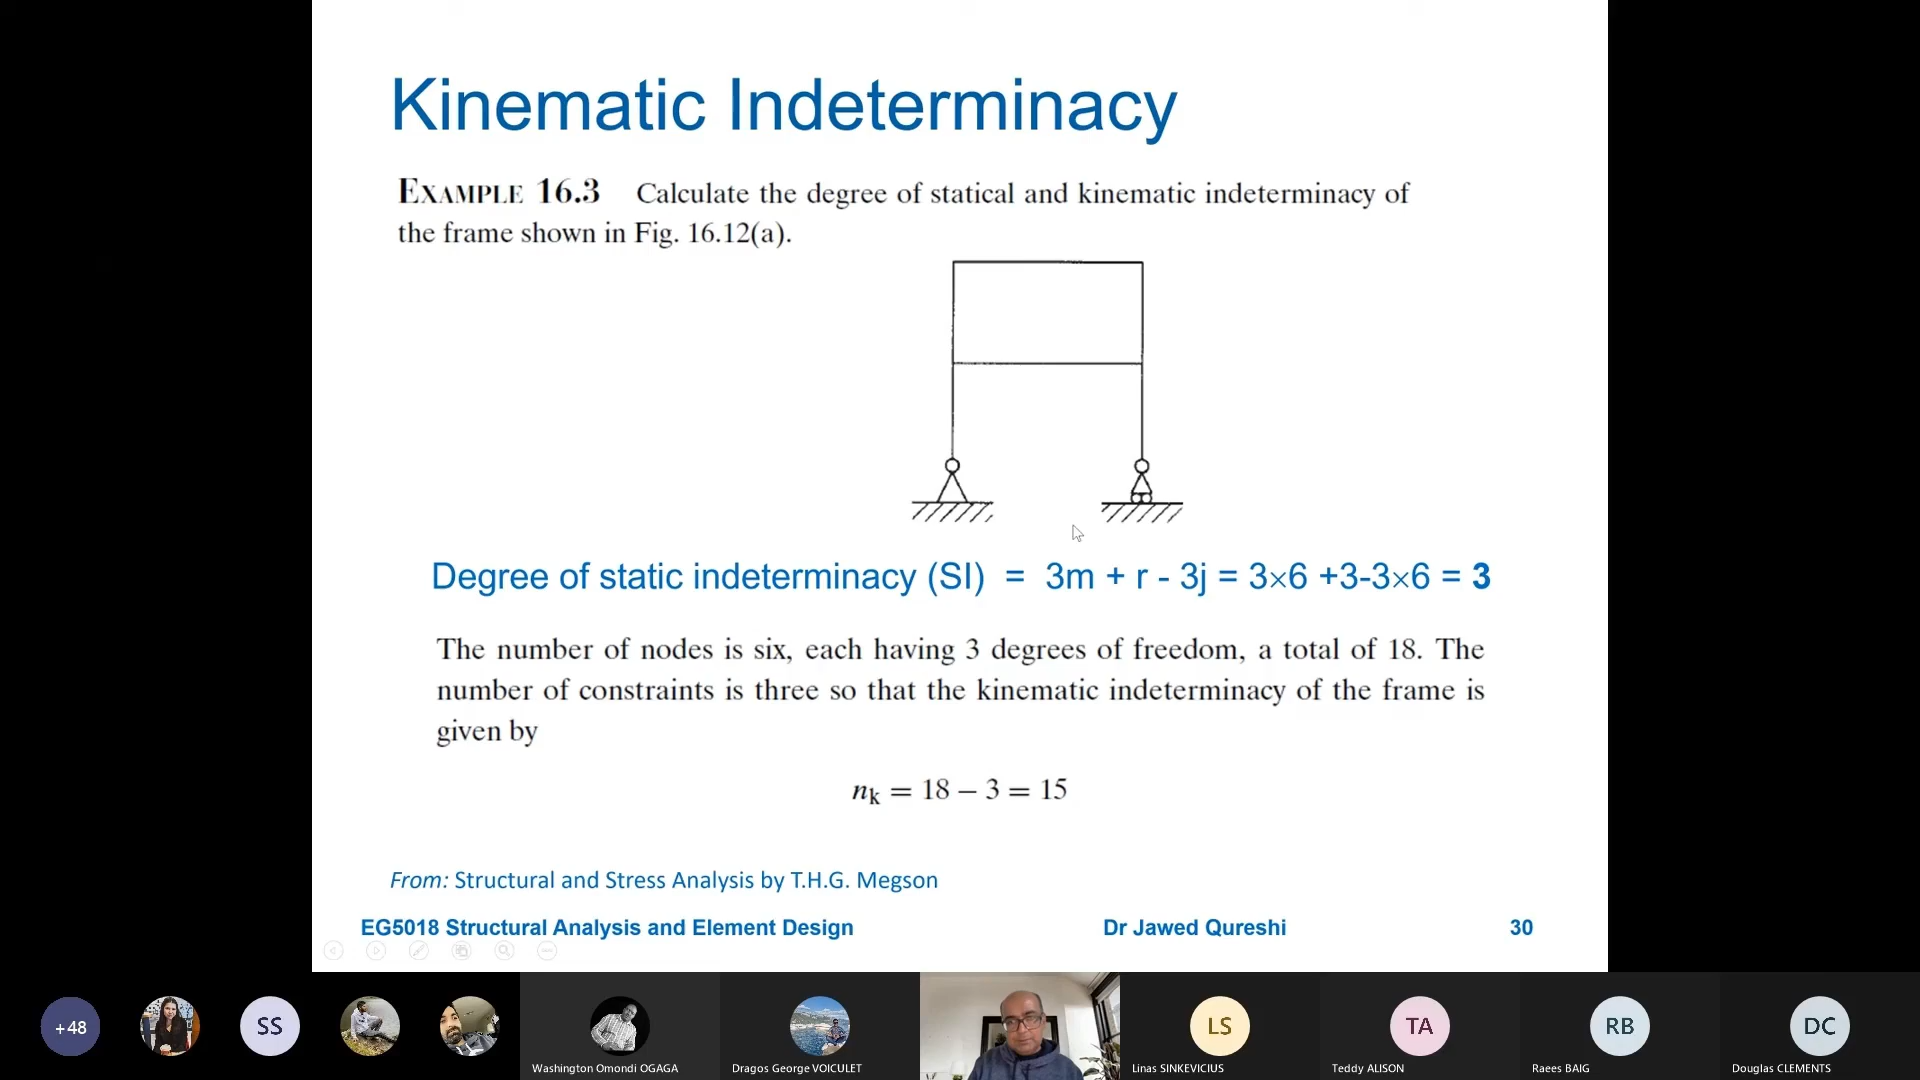 Kinematic Indeterminacy
EXAMPLE 16.3 Calculate the degree of statical and kinematic indeterminacy of
the frame shown in Fig. 16.12(a).
Degree of static indeterminacy (SI) = 3m + r - 3j = 3×6 +3-3×6 = 3
The number of nodes is six, each having 3 degrees of freedom, a total of 18. The
number of constraints is three so that the kinematic indeterminacy of the frame is
given by
nk = 18 – 3 = 15
From: Structural and Stress Analysis by T.H.G. Megson
EG5018 Structural Analysis and Element Design Dr Jawed Qureshi 30
+48 SS LS TA RB DC
Washington Omondi OGAGA Dragos George VOICULET Linas SINKEVICIUS Teddy ALISON Raees BAIG Douglas CLEMENTS